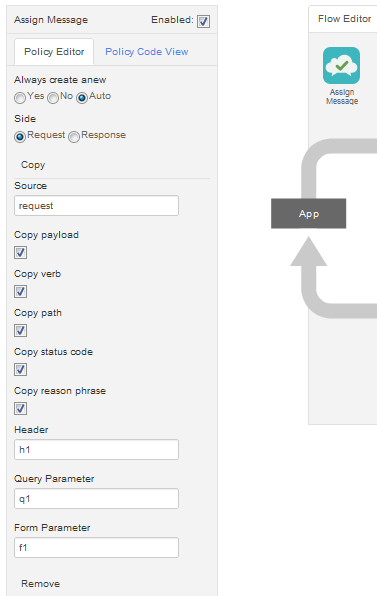 Assign Message Enabled:
Policy Editor Policy Code View
Always create anew
Yes No Auto
Side
Request Response
Copy
Source
request
Copy payload
Copy verb
Copy path
Copy status code
Copy reason phrase
Header
h1
Query Parameter
q1
Form Parameter
f1
Remove
Flow Editor
Assign
Message
App